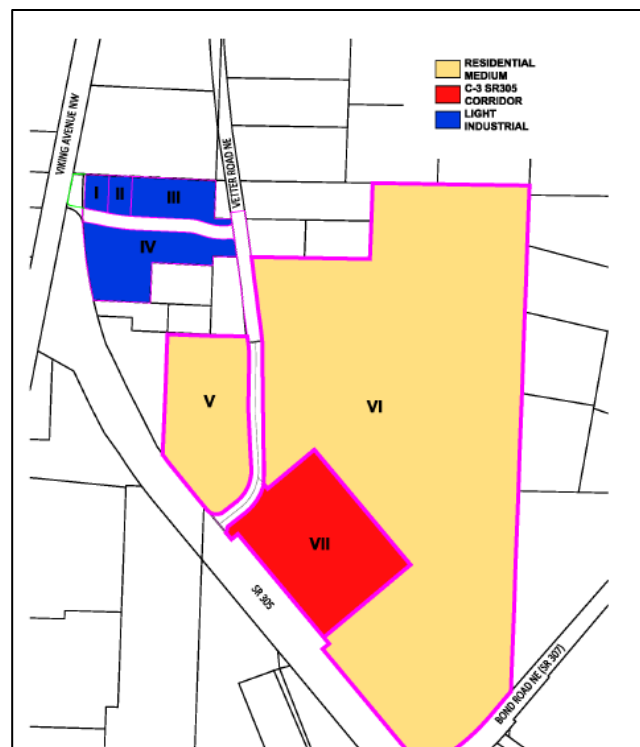 RESIDENTIAL
MEDIUM
C-3 SR305
CORRIDOR
LIGHT
INDUSTRIAL
VIKING AVENUE NW
VETTER ROAD NE
I
II
III
IV
V
VI
VII
SR 305
BOND ROAD NE (SR 307)